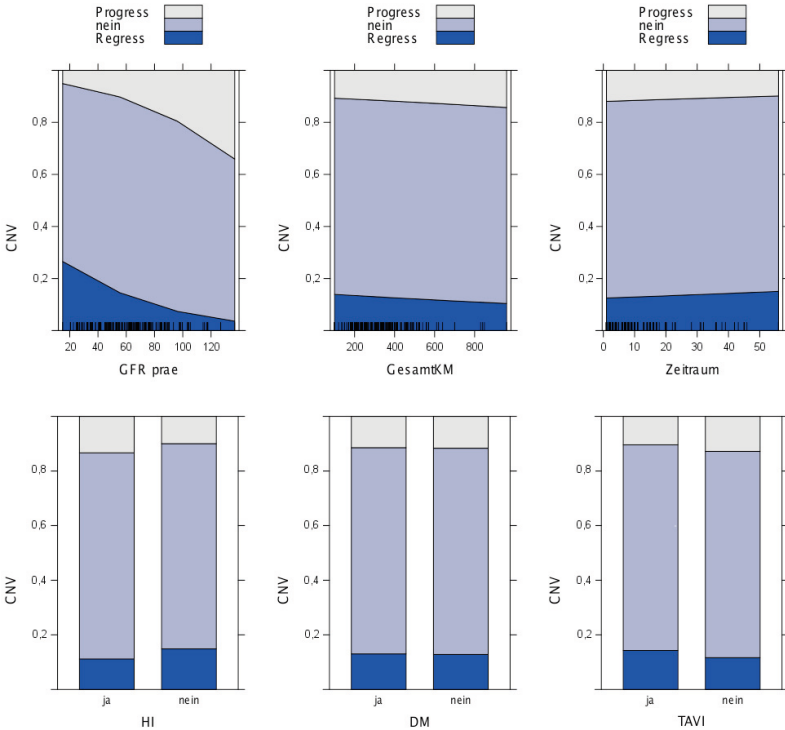 Progress
nein
Regress
Progress
nein
Regress
Progress
nein
Regress
CNV
0,8
0,6
0,4
0,2
20 40 60 80 100 120
GFR prae
CNV
0,8
0,6
0,4
0,2
200 400 600 800
GesamtKM
CNV
0,8
0,6
0,4
0,2
0 10 20 30 40 50
Zeitraum
CNV
0,8
0,6
0,4
0,2
ja nein
HI
CNV
0,8
0,6
0,4
0,2
ja nein
DM
CNV
0,8
0,6
0,4
0,2
ja nein
TAVI